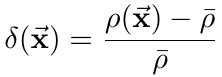 δ(x⃗) = (ρ(x⃗) − ρ̄) / ρ̄